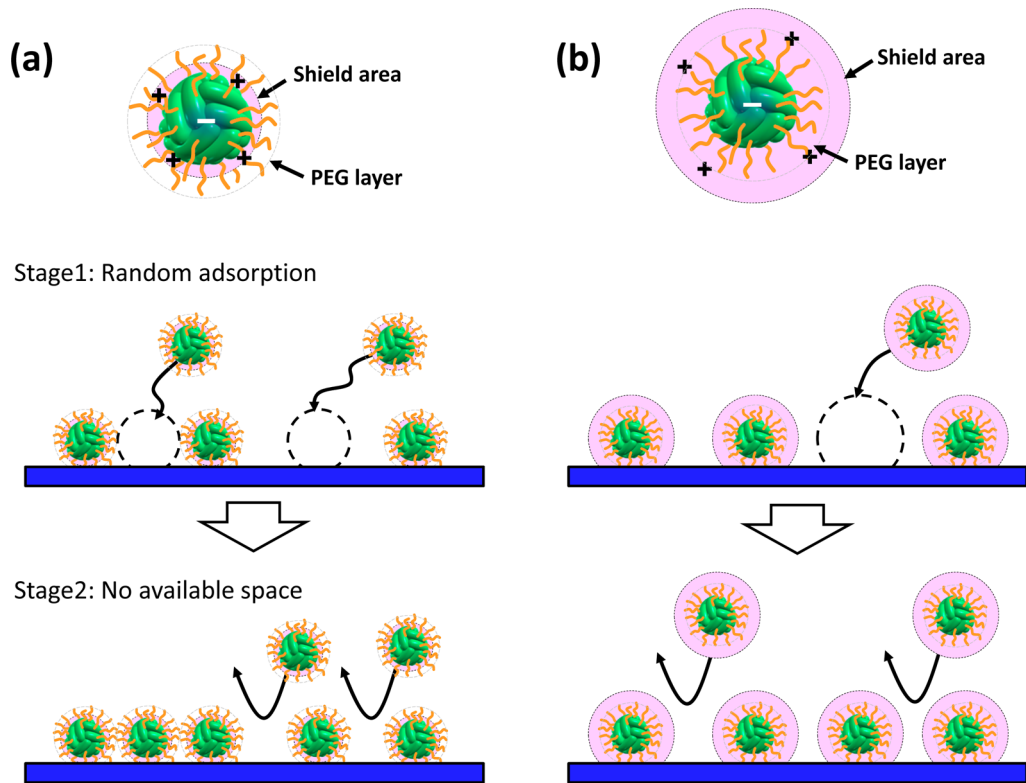 (a)
Shield area
PEG layer
(b)
Shield area
PEG layer
Stage1: Random adsorption
Stage2: No available space